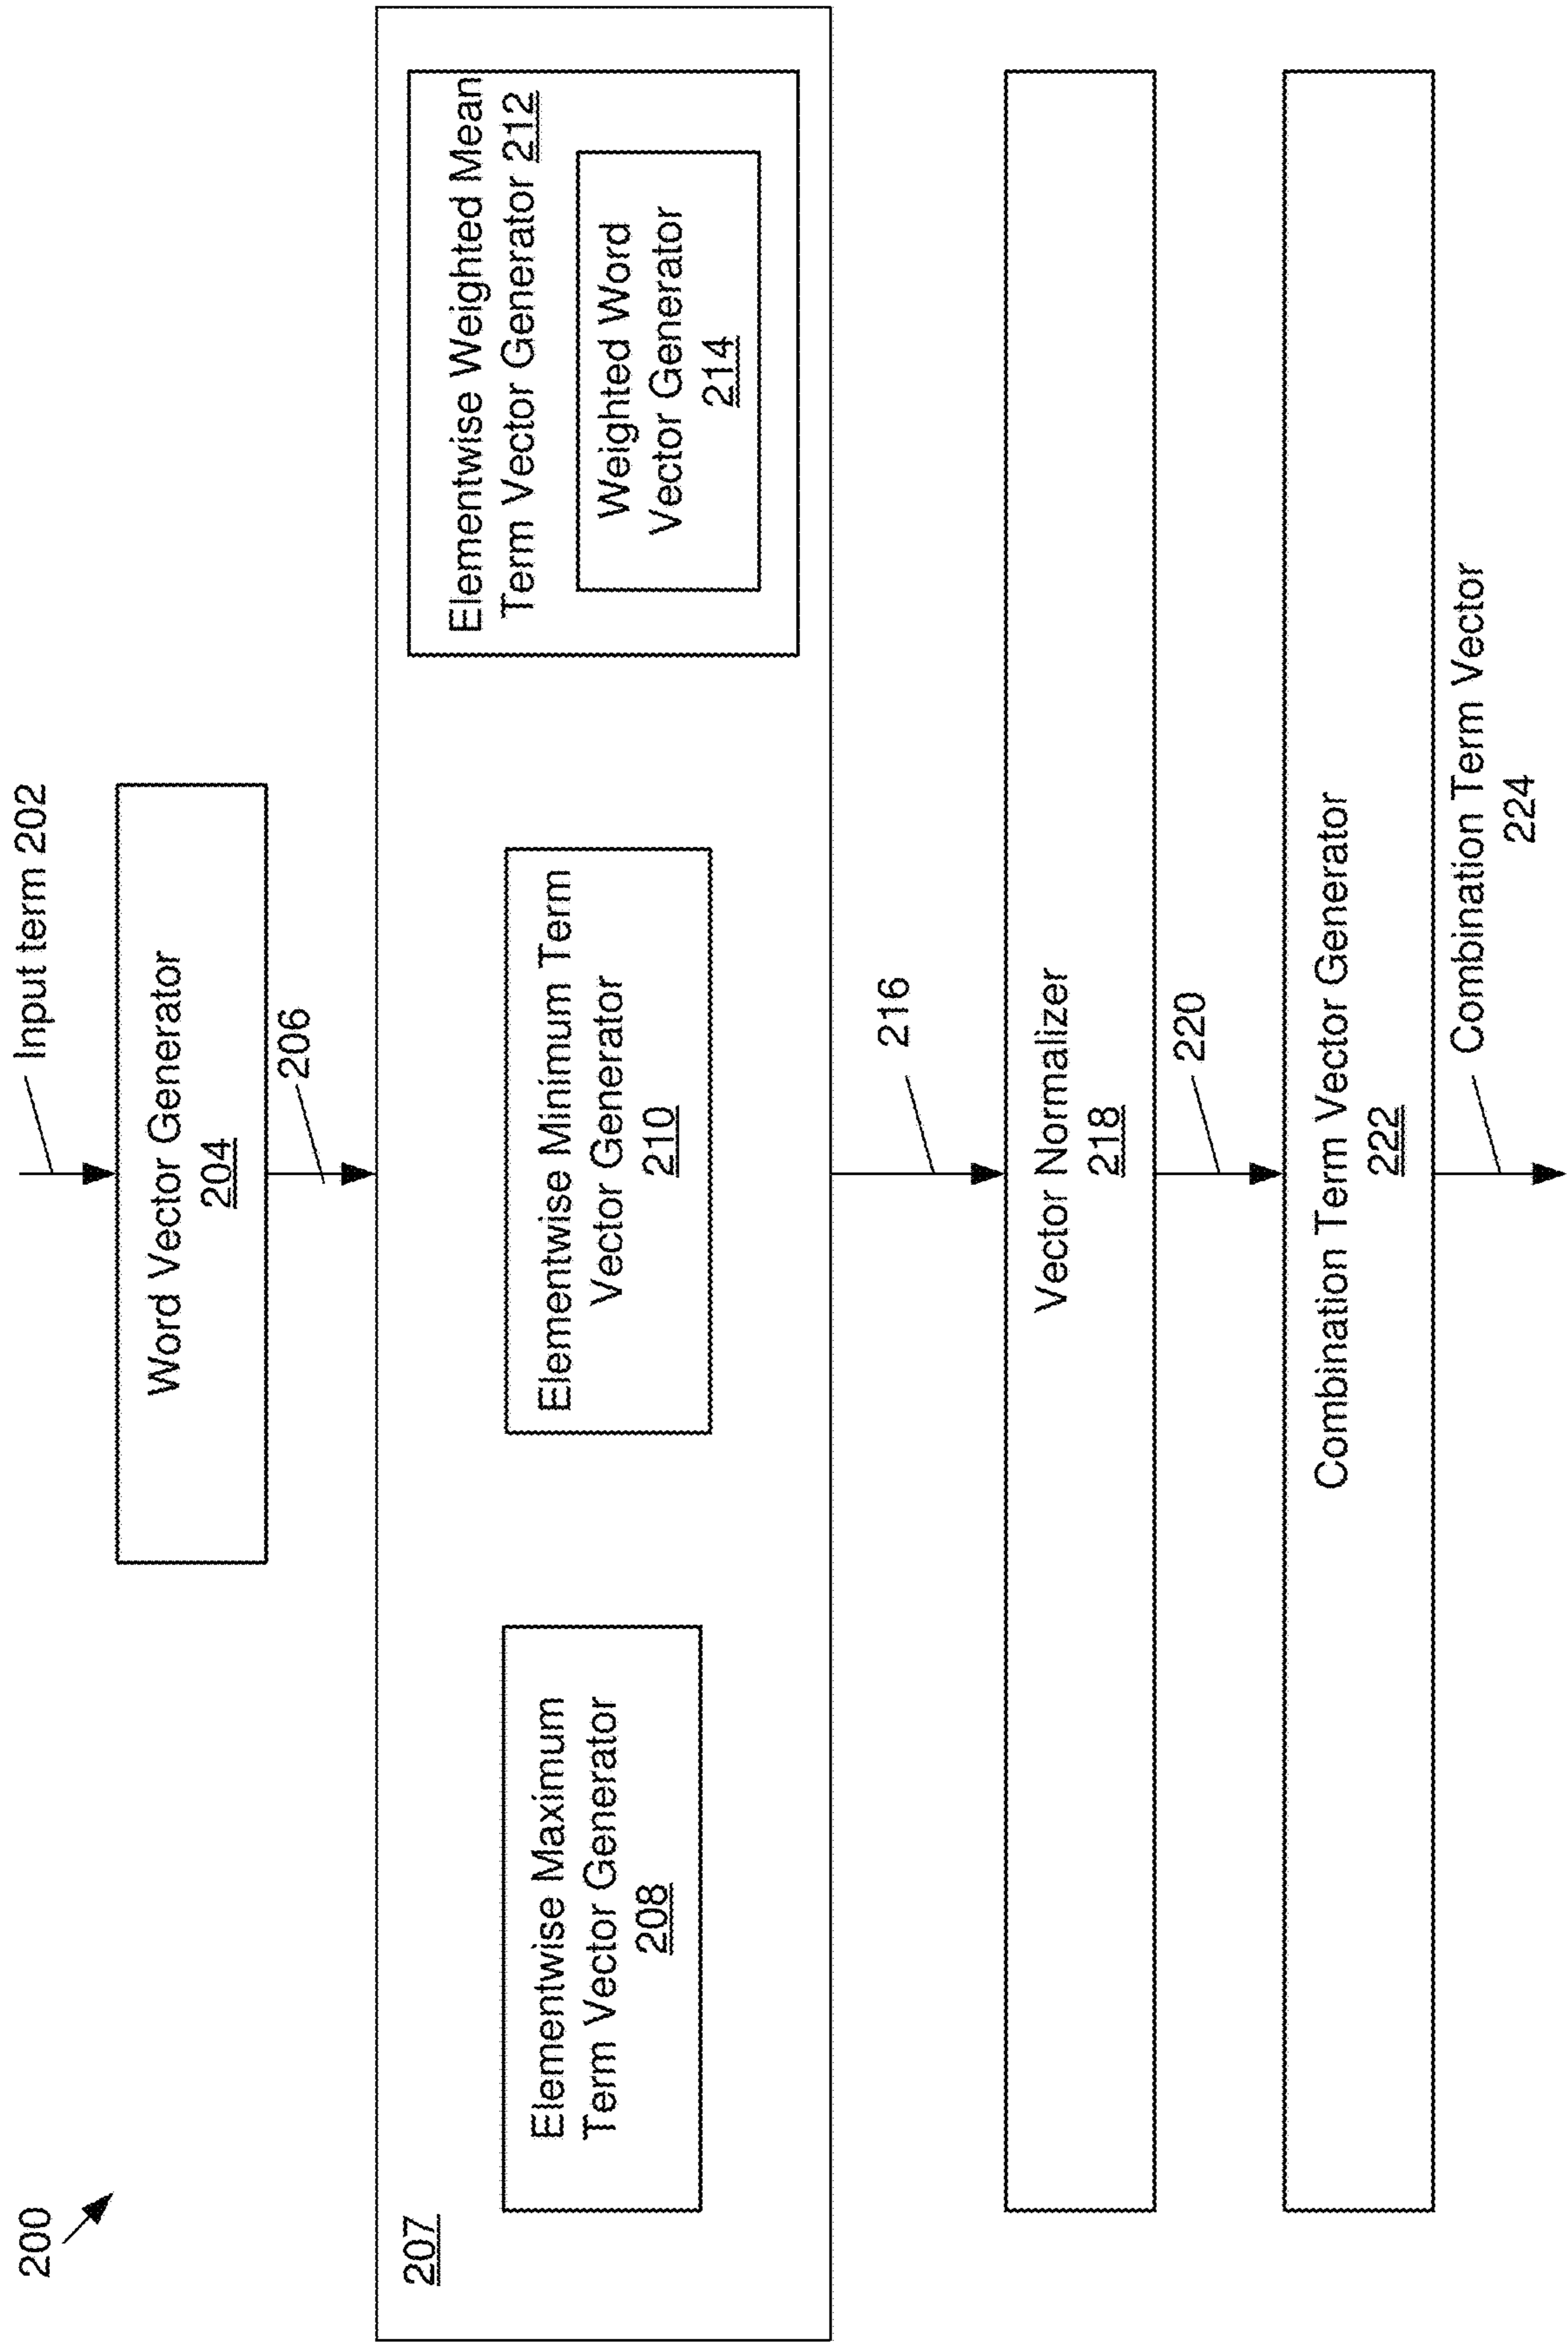 200
Input term 202
Word Vector Generator
204
206
207
Elementwise Maximum
Term Vector Generator
208
Elementwise Minimum Term
Vector Generator
210
Elementwise Weighted Mean
Term Vector Generator 212
Weighted Word
Vector Generator
214
216
Vector Normalizer
218
220
Combination Term Vector Generator
222
Combination Term Vector
224